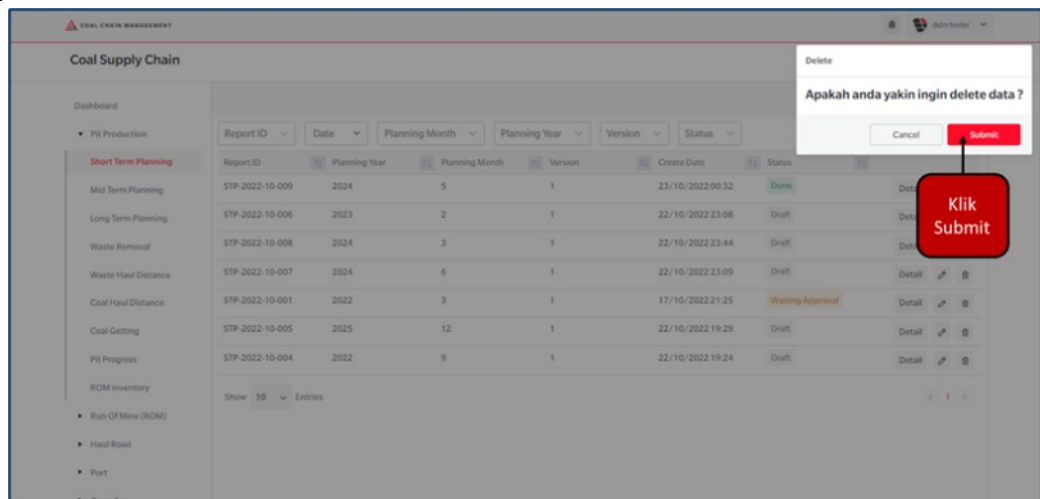 COAL CHAIN MANAGEMENT
ddm tester
Coal Supply Chain
Delete
Apakah anda yakin ingin delete data ?
Cancel
Submit
Klik
Submit
Dashboard
Pit Production
Short Term Planning
Mid Term Planning
Long Term Planning
Waste Removal
Waste Haul Distance
Coal Haul Distance
Coal Getting
Pit Progress
ROM Inventory
Run Of Mine (ROM)
Haul Road
Port
Report ID Date Planning Month Planning Year Version Status
Report ID Planning Year Planning Month Version Create Date Status
STP-2022-10-009 2024 5 1 23/10/2022 00:32 Done
STP-2022-10-006 2023 2 1 22/10/2022 23:08 Draft
STP-2022-10-008 2024 3 1 22/10/2022 23:44 Draft
STP-2022-10-007 2024 6 1 22/10/2022 23:09 Draft Detail
STP-2022-10-001 2022 3 1 17/10/2022 21:25 Waiting Approval Detail
STP-2022-10-005 2025 12 1 22/10/2022 19:29 Draft Detail
STP-2022-10-004 2022 9 1 22/10/2022 19:24 Draft Detail
Show 10 Entries
1